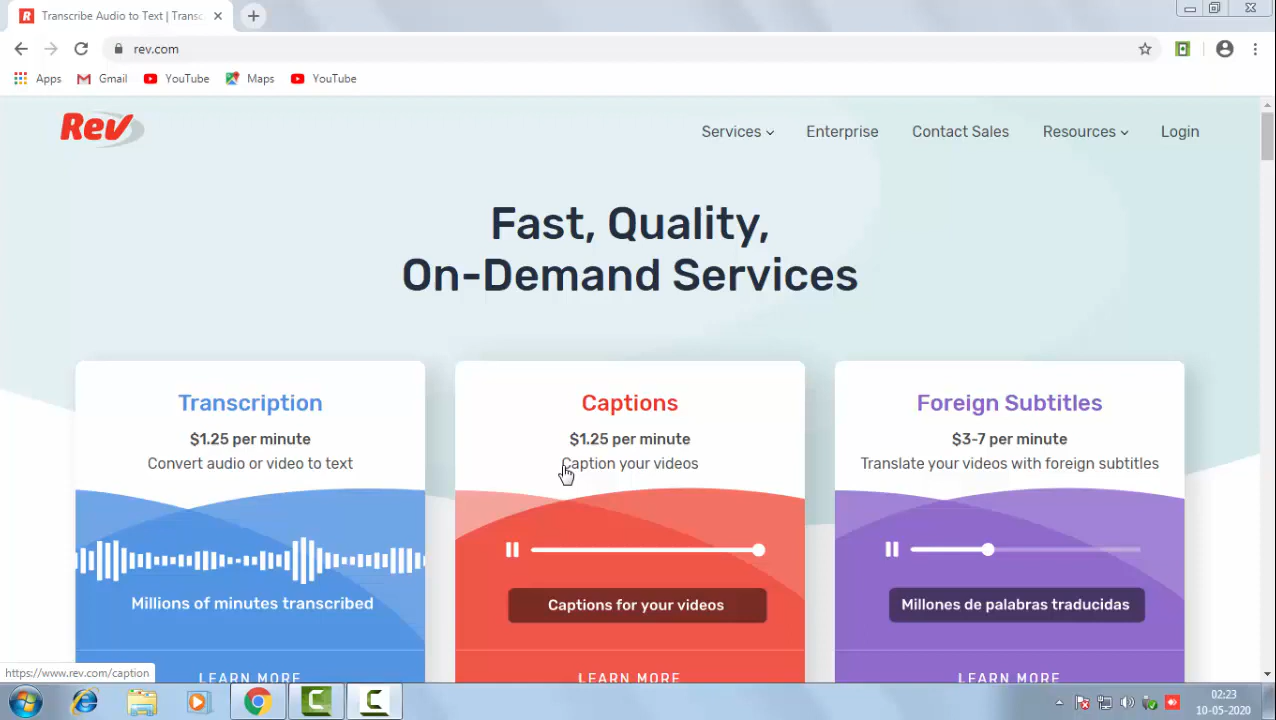 Transcribe Audio to Text | Transc
rev.com
Apps Gmail YouTube Maps YouTube
Rev
Services Enterprise Contact Sales Resources Login
Fast, Quality,
On-Demand Services
Transcription
$1.25 per minute
Convert audio or video to text
Millions of minutes transcribed
LEARN MORE
Captions
$1.25 per minute
Caption your videos
Captions for your videos
LEARN MORE
Foreign Subtitles
$3-7 per minute
Translate your videos with foreign subtitles
Millones de palabras traducidas
LEARN MORE
https://www.rev.com/caption
02:23
10-05-2020